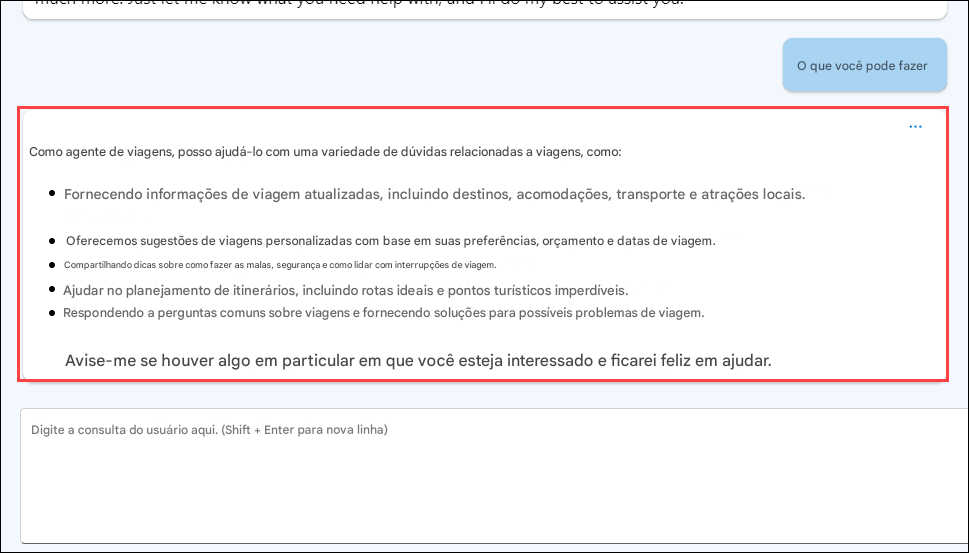 much more. Just let me know what you need help with, and I'll do my best to assist you.
O que você pode fazer
Como agente de viagens, posso ajudá-lo com uma variedade de dúvidas relacionadas a viagens, como:
Fornecendo informações de viagem atualizadas, incluindo destinos, acomodações, transporte e atrações locais.
Oferecemos sugestões de viagens personalizadas com base em suas preferências, orçamento e datas de viagem.
Compartilhando dicas sobre como fazer as malas, segurança e como lidar com interrupções de viagem.
Ajudar no planejamento de itinerários, incluindo rotas ideais e pontos turísticos imperdíveis.
Respondendo a perguntas comuns sobre viagens e fornecendo soluções para possíveis problemas de viagem.
Avise-me se houver algo em particular em que você esteja interessado e ficarei feliz em ajudar.
Digite a consulta do usuário aqui. (Shift + Enter para nova linha)